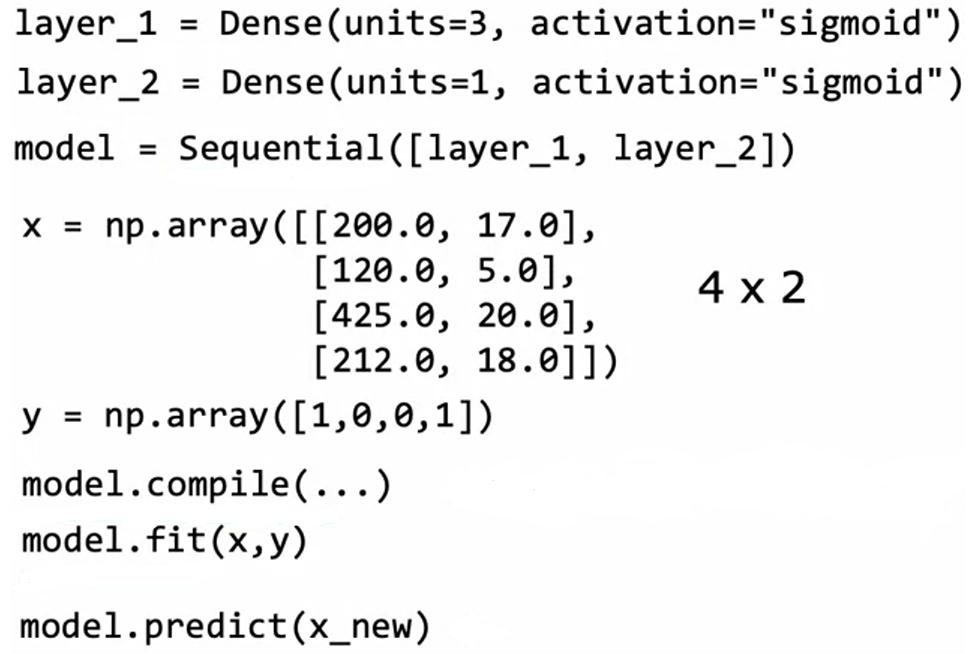 layer_1 = Dense(units=3, activation="sigmoid")
layer_2 = Dense(units=1, activation="sigmoid")
model = Sequential([layer_1, layer_2])
x = np.array([[200.0, 17.0],
[120.0, 5.0],
4 x 2
[425.0, 20.0],
[212.0, 18.0]])
y = np.array([1,0,0,1])
model.compile(...)
model.fit(x,y)
model.predict(x_new)